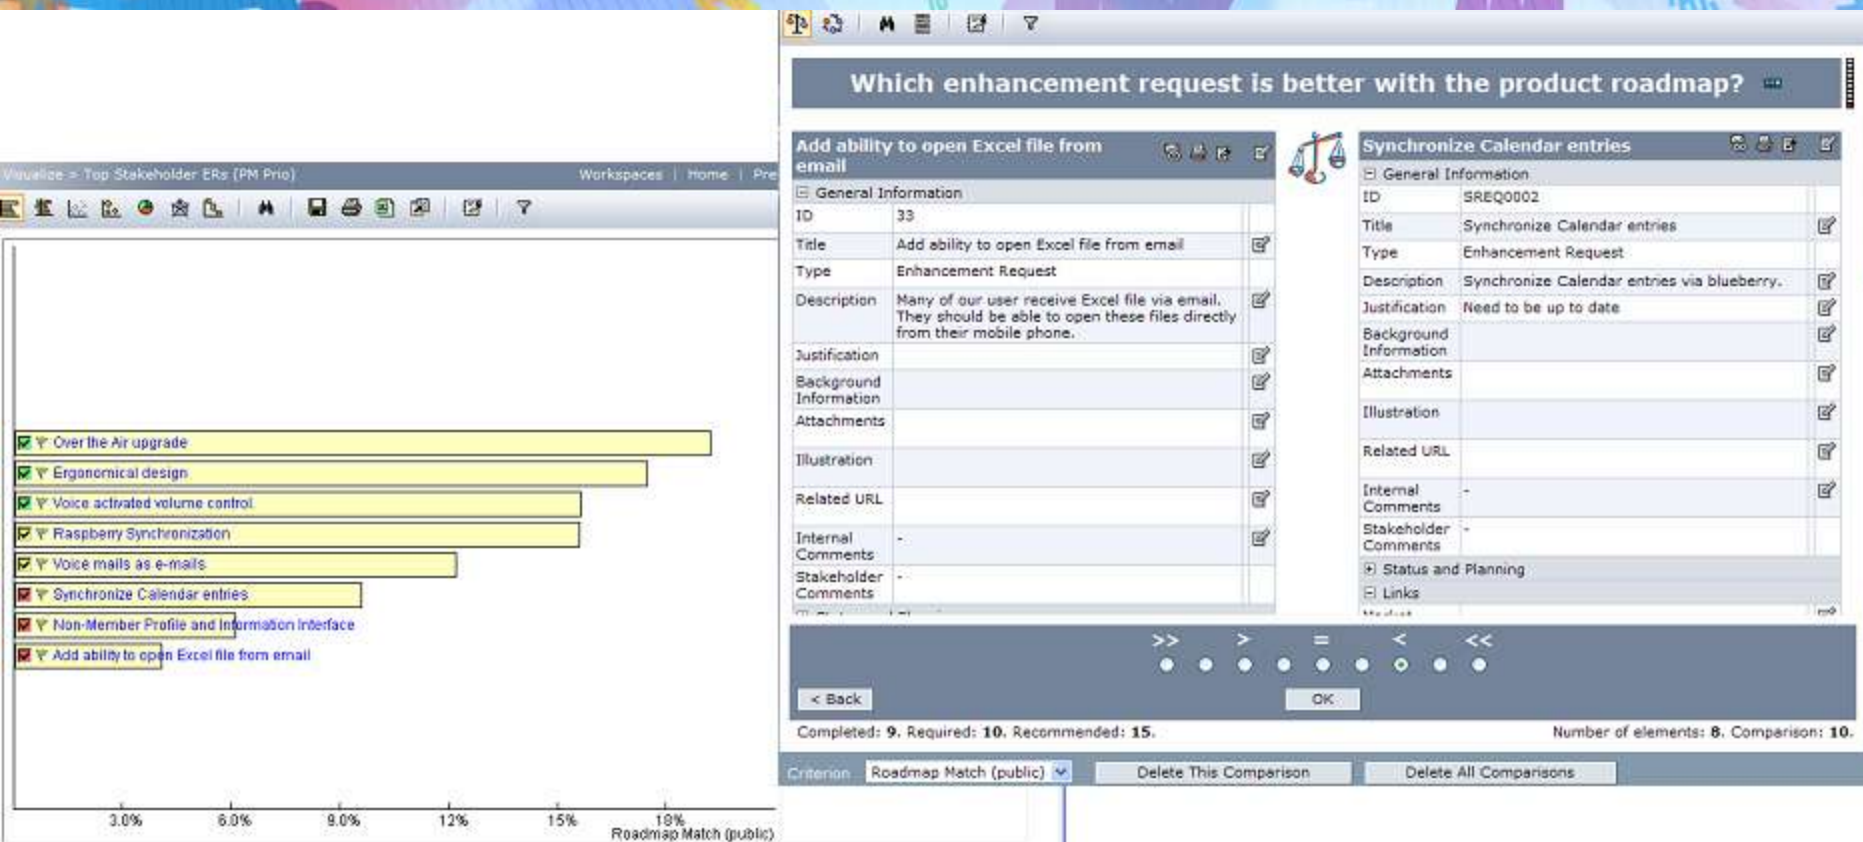 Visualize > Top Stakeholder ERs (PM Prio) Workspaces | Home | Pre
Over the Air upgrade
Ergonomical design
Voice activated volume control
Raspberry Synchronization
Voice mails as e-mails
Synchronize Calendar entries
Non-Member Profile and Information Interface
Add ability to open Excel file from email
3.0% 6.0% 9.0% 12% 15% 18%
Roadmap Match (public)
Which enhancement request is better with the product roadmap?
Add ability to open Excel file from
email
General Information
ID 33
Title Add ability to open Excel file from email
Type Enhancement Request
Description Many of our user receive Excel file via email.
They should be able to open these files directly
from their mobile phone.
Justification
Background
Information
Attachments
Illustration
Related URL
Internal -
Comments
Stakeholder -
Comments
Synchronize Calendar entries
General Information
ID SREQ0002
Title Synchronize Calendar entries
Type Enhancement Request
Description Synchronize Calendar entries via blueberry.
Justification Need to be up to date
Background
Information
Attachments
Illustration
Related URL
Internal -
Comments
Stakeholder -
Comments
Status and Planning
Links
>> > = < <<
< Back OK
Completed: 9. Required: 10. Recommended: 15. Number of elements: 8. Comparison: 10.
Criterion Roadmap Match (public) Delete This Comparison Delete All Comparisons